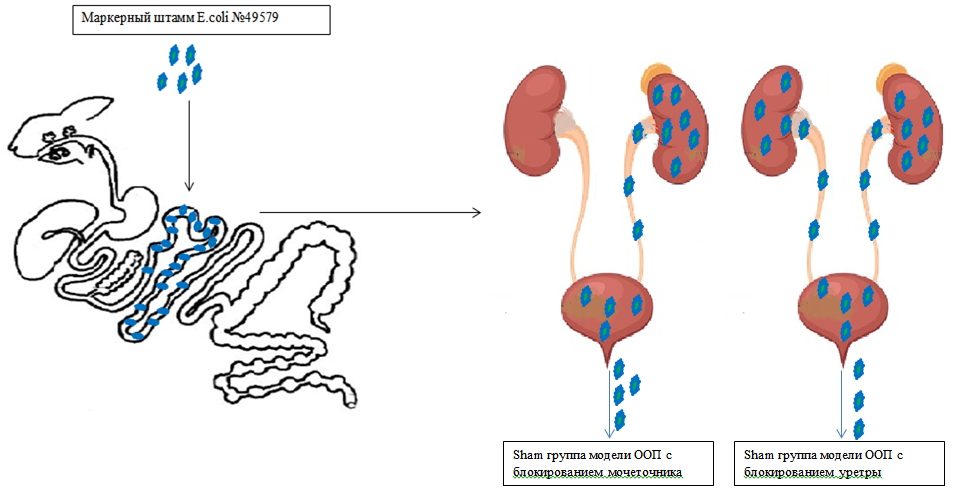 Маркерный штамм E.coli №49579
Sham группа модели ООП с
блокированием мочеточника
Sham группа модели ООП с
блокированием уретры